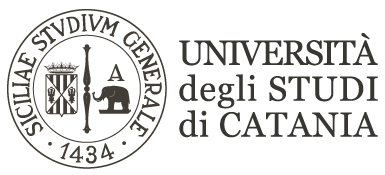 SICILIAE STVDIVM GENERALE
· 1434 ·
A
UNIVERSITÀ
degli STUDI
di CATANIA